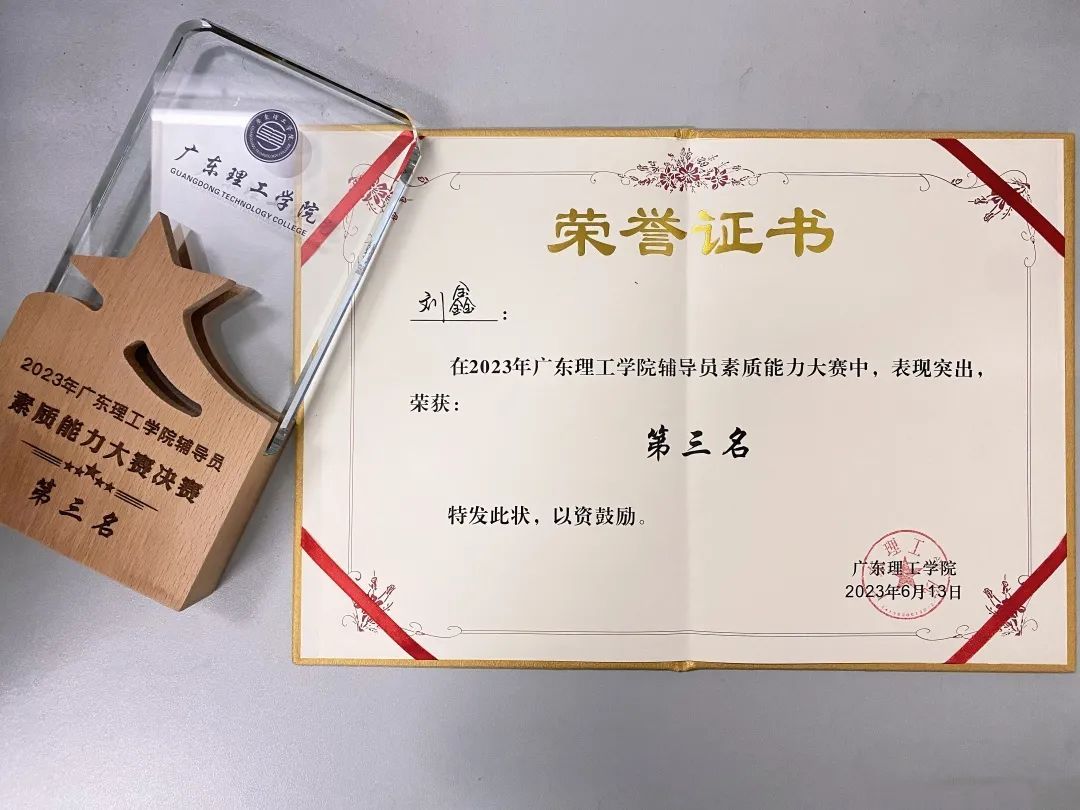 广东理工学院
GUANGDONG TECHNOLOGY COLLEGE
2023年广东理工学院辅导员
素质能力大赛决赛
第三名
荣誉证书
刘鑫：
在2023年广东理工学院辅导员素质能力大赛中，表现突出，
荣获：
第三名
特发此状，以资鼓励。
广东理工学院
2023年6月13日